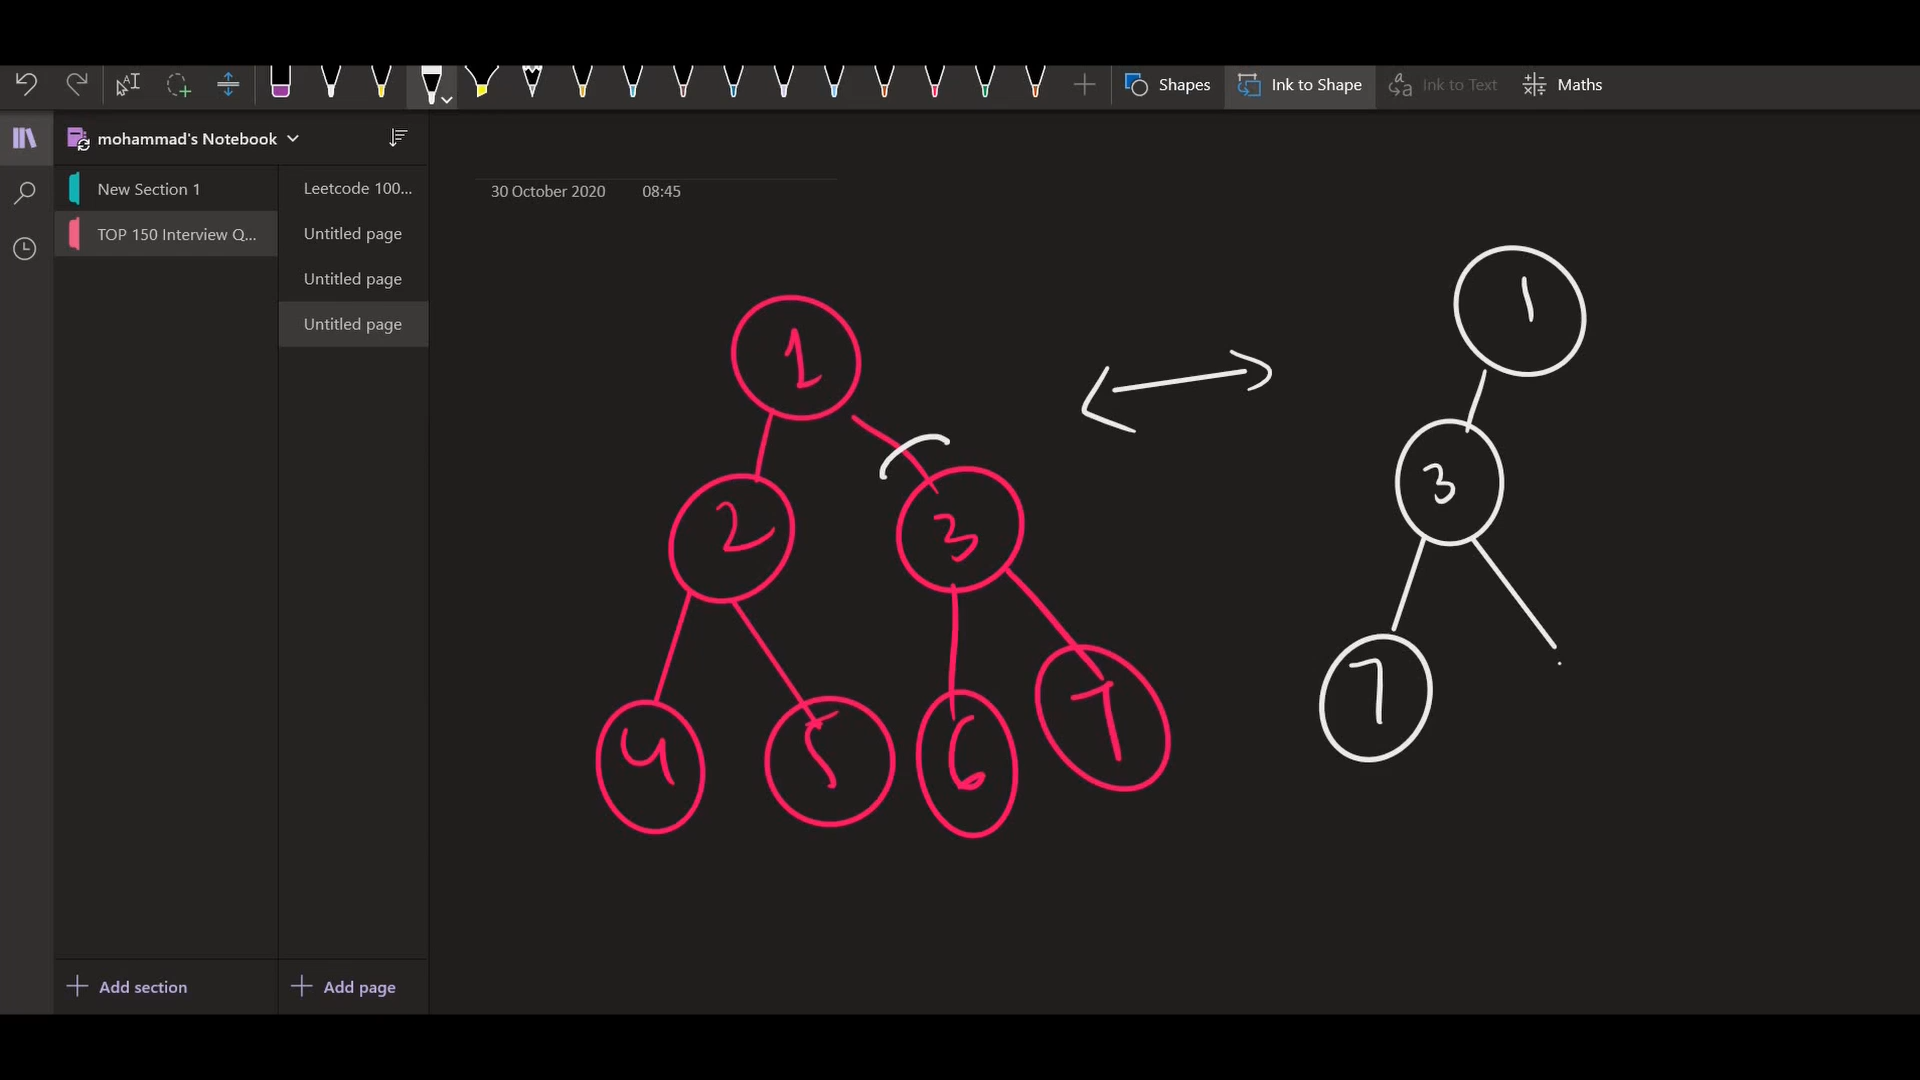 Shapes
Ink to Shape
Ink to Text
Maths
mohammad's Notebook
New Section 1
TOP 150 Interview Q...
Leetcode 100...
Untitled page
Untitled page
Untitled page
30 October 2020 08:45
1
2 3
4 5 6 7
1
3
7
Add section
Add page